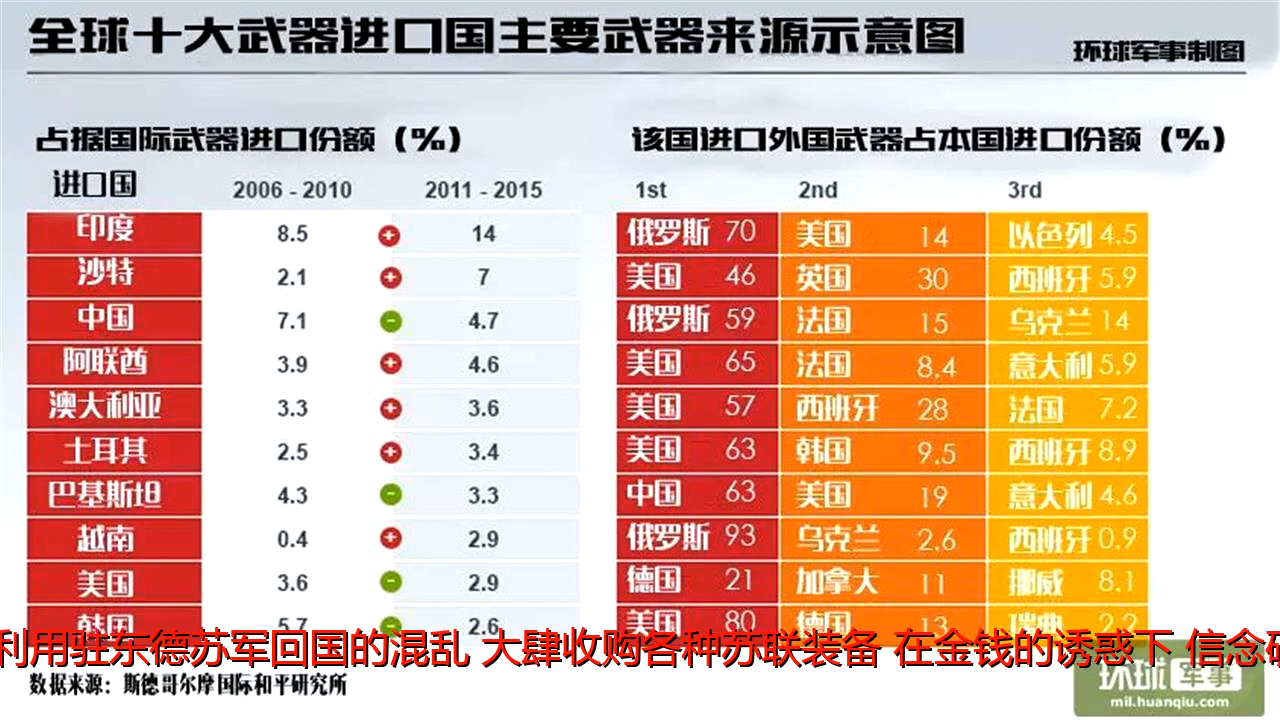 全球十大武器进口国主要武器来源示意图
环球军事制图
占据国际武器进口份额（%）
该国进口外国武器占本国进口份额（%）
进口国 2006 - 2010 2011 - 2015 1st 2nd 3rd
印度 8.5 + 14 俄罗斯 70 美国 14 以色列 4.5
沙特 2.1 + 7 美国 46 英国 30 西班牙 5.9
中国 7.1 - 4.7 俄罗斯 59 法国 15 乌克兰 14
阿联酋 3.9 + 4.6 美国 65 法国 8.4 意大利 5.9
澳大利亚 3.3 + 3.6 美国 57 西班牙 28 法国 7.2
土耳其 2.5 + 3.4 美国 63 韩国 9.5 西班牙 8.9
巴基斯坦 4.3 - 3.3 中国 63 美国 19 意大利 4.6
越南 0.4 + 2.9 俄罗斯 93 乌克兰 2.6 西班牙 0.9
美国 3.6 - 2.9 德国 21 加拿大 11 挪威 8.1
韩国 5.7 - 2.6 美国 80 德国 13 瑞典 2.2
利用驻东德苏军回国的混乱 大肆收购各种苏联装备 在金钱的诱惑下 信念
数据来源：斯德哥尔摩国际和平研究所
环球军事
mil.huanqiu.com